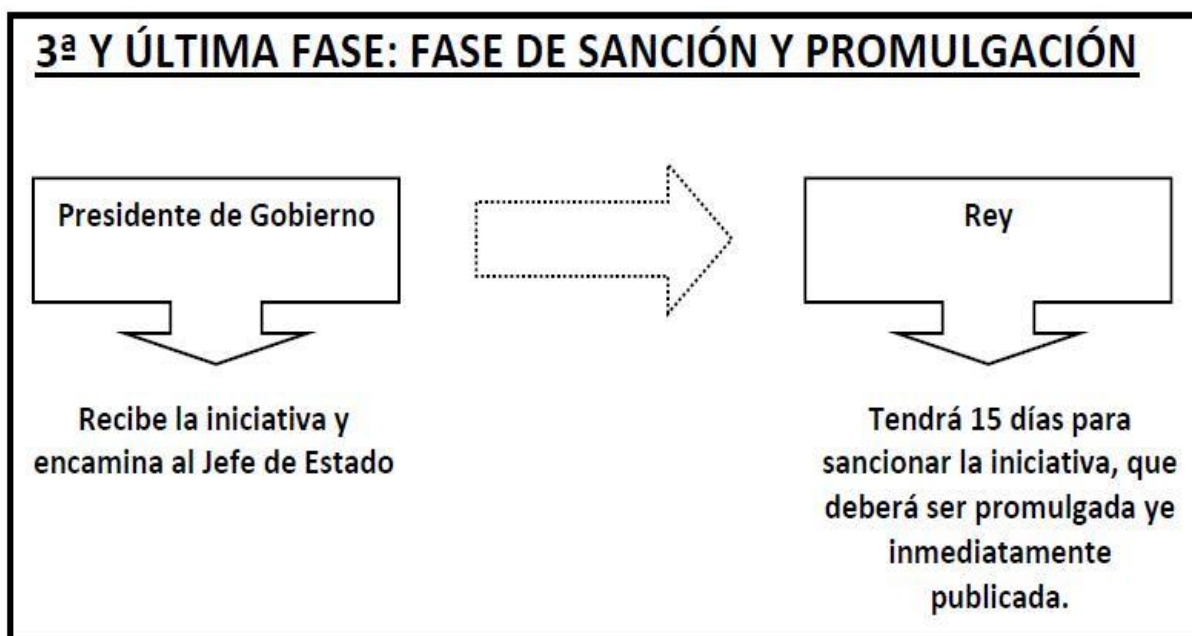 3ª Y ÚLTIMA FASE: FASE DE SANCIÓN Y PROMULGACIÓN
Presidente de Gobierno
Recibe la iniciativa y
encamina al Jefe de Estado
Rey
Tendrá 15 días para
sancionar la iniciativa, que
deberá ser promulgada ye
inmediatamente
publicada.